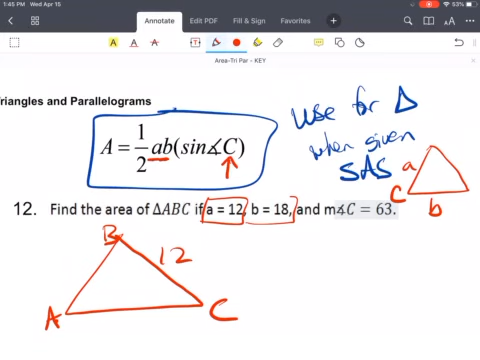 1:45 PM Wed Apr 15
53%
Annotate Edit PDF Fill & Sign Favorites
Area-Tri Par - KEY
Triangles and Parallelograms
A = 1/2 ab(sin∡C)
Use for Δ
when given
SAS
a
C
b
12. Find the area of ΔABC if a = 12, b = 18, and m∡C = 63.
B
12
A
C